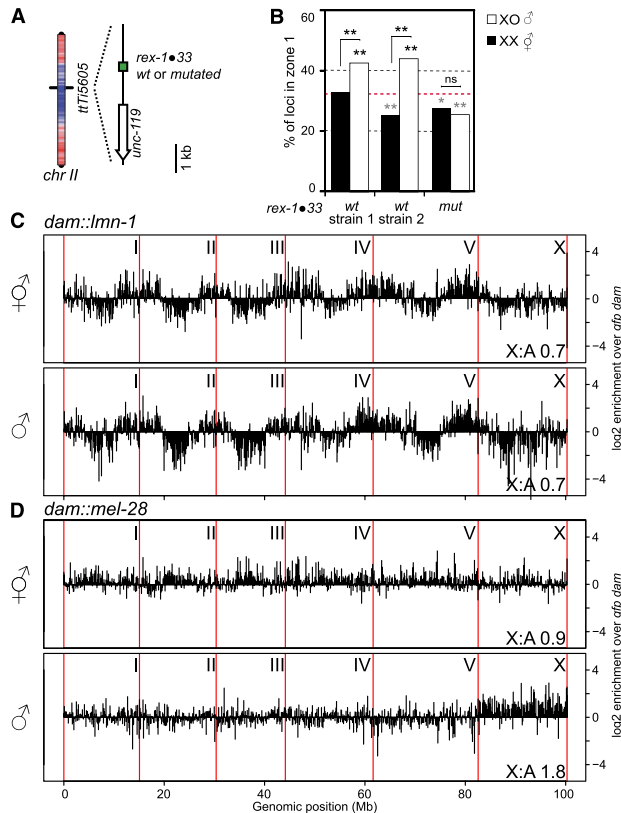 A
ttTi5605
chr II
rex-1●33
wt or mutated
unc-119
1 kb
B
XO ♂
XX ⚥
% of loci in zone 1
60
40
20
0
**
**
**
**
**
ns
*
**
rex-1●33 wt wt mut
strain 1 strain 2
C dam::lmn-1
I II III IV V X
4
0
−4
X:A 0.7
I II III IV V X
4
0
−4
X:A 0.7
log2 enrichment over gfp dam
D dam::mel-28
I II III IV V X
4
0
−4
X:A 0.9
I II III IV V X
4
0
−4
X:A 1.8
log2 enrichment over gfp dam
0 20 40 60 80 100
Genomic position (Mb)